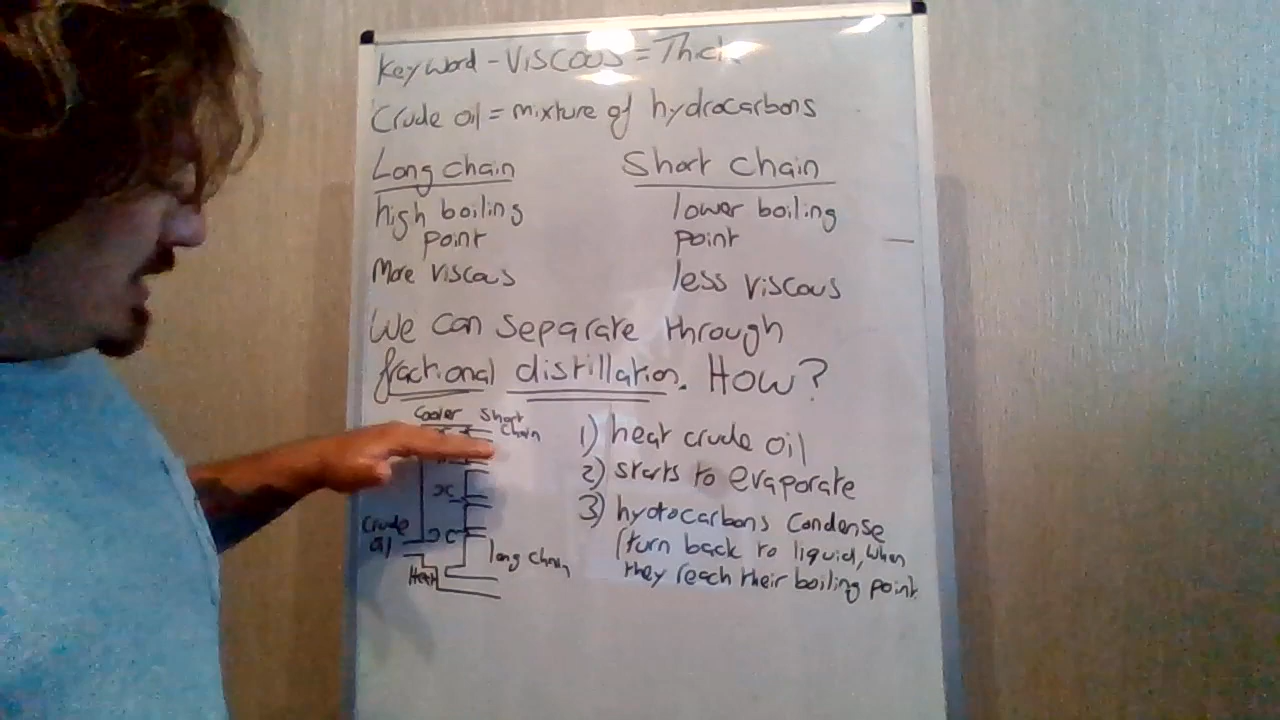 Keyword - Viscous = Thick
Crude oil = mixture of hydrocarbons
Long chain
Short chain
high boiling
point
lower boiling
point
More viscous
less viscous
We can separate through
fractional distillation. How?
Cooler
Short
Chain
Crude
oil
Heat
long chain
1) heat crude oil
2) starts to evaporate
3) hydrocarbons condense
(turn back to liquid, when
they reach their boiling point.